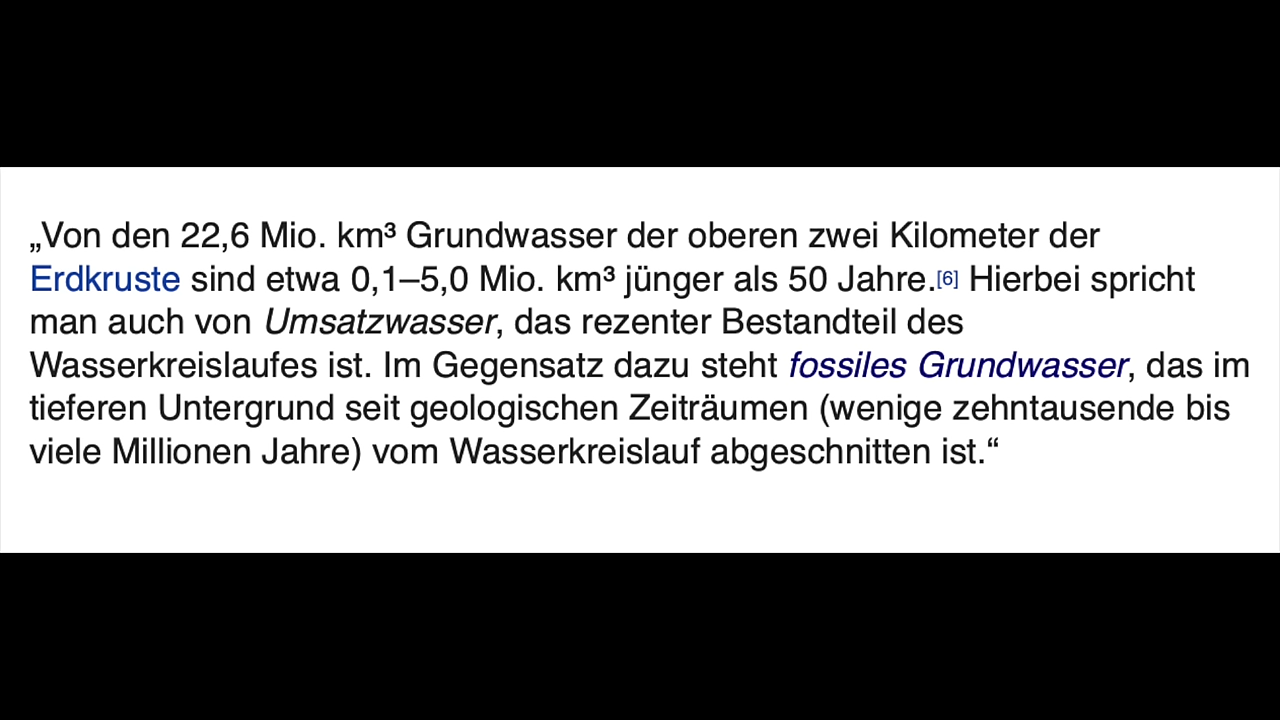 „Von den 22,6 Mio. km³ Grundwasser der oberen zwei Kilometer der
Erdkruste sind etwa 0,1–5,0 Mio. km³ jünger als 50 Jahre.[6] Hierbei spricht
man auch von Umsatzwasser, das rezenter Bestandteil des
Wasserkreislaufes ist. Im Gegensatz dazu steht fossiles Grundwasser, das im
tieferen Untergrund seit geologischen Zeiträumen (wenige zehntausende bis
viele Millionen Jahre) vom Wasserkreislauf abgeschnitten ist.“